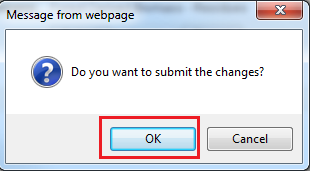 Message from webpage
Do you want to submit the changes?
OK
Cancel